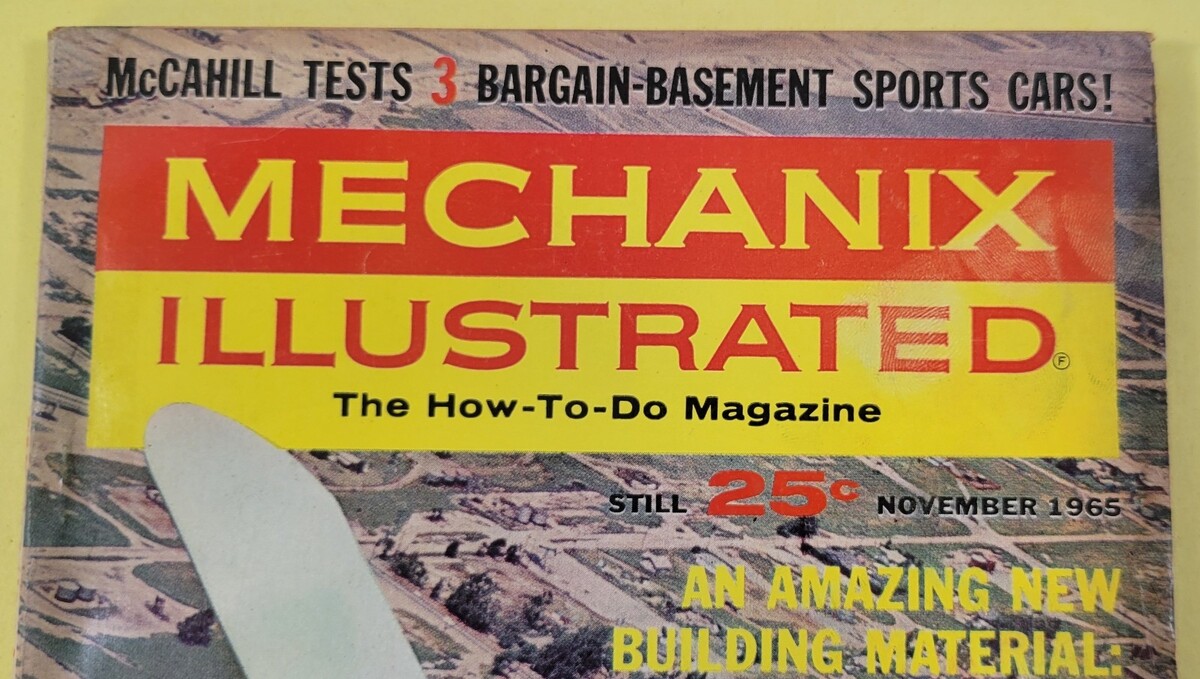 McCAHILL TESTS 3 BARGAIN-BASEMENT SPORTS CARS!
MECHANIX
ILLUSTRATED Ⓕ
The How-To-Do Magazine
STILL 25¢ NOVEMBER 1965
AN AMAZING NEW
BUILDING MATERIAL: